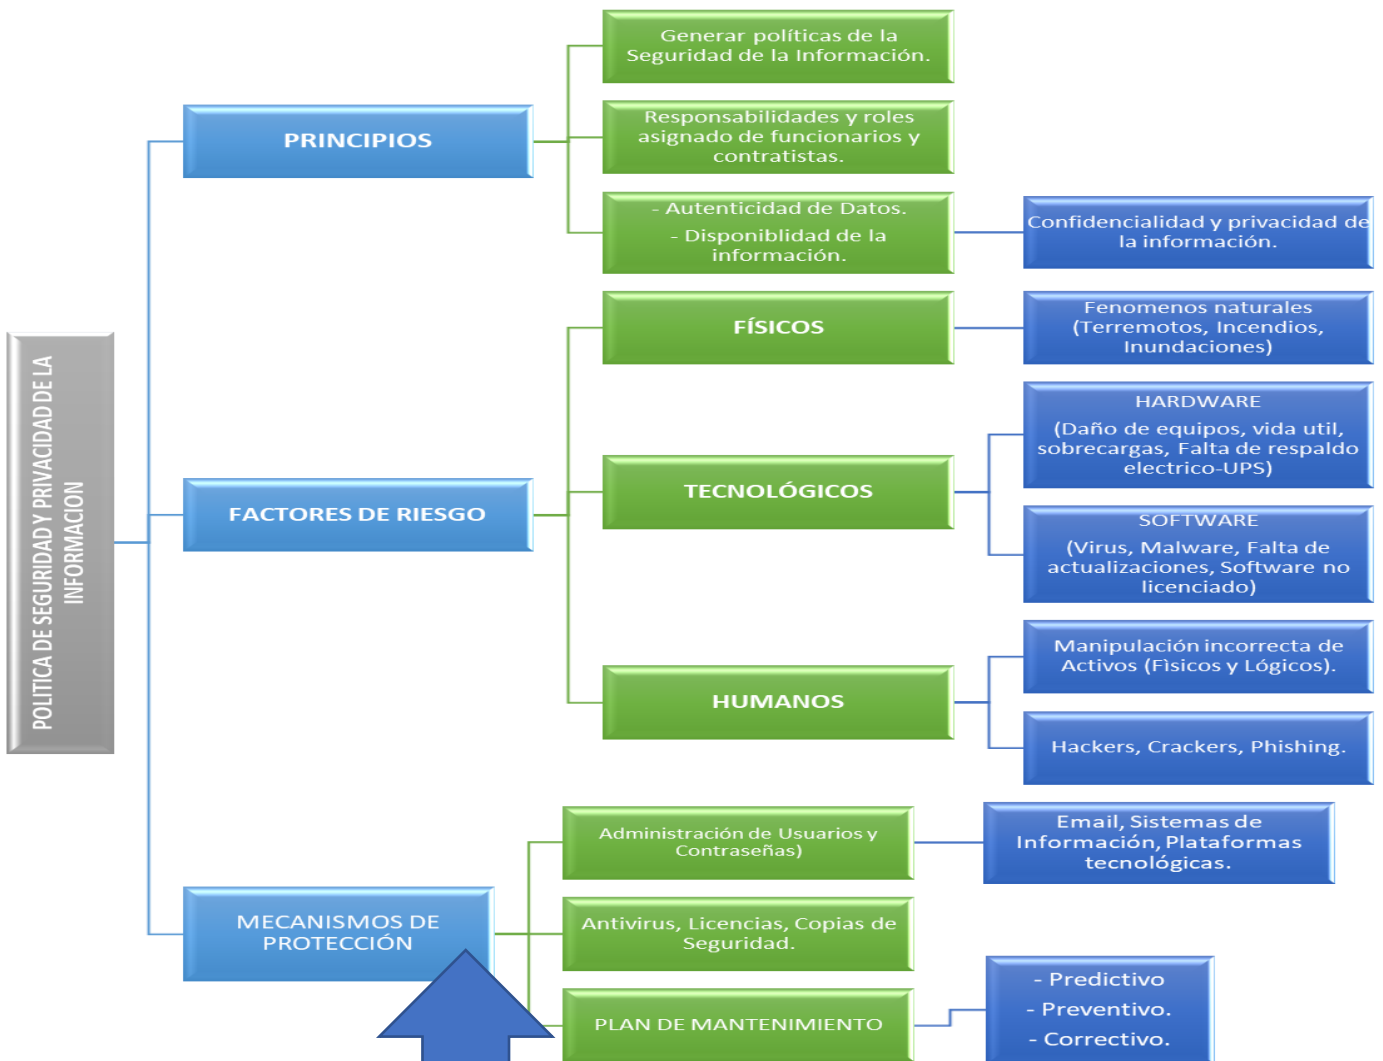 POLITICA DE SEGURIDAD Y PRIVACIDAD DE LA
INFORMACION
PRINCIPIOS
Generar políticas de la
Seguridad de la Información.
Responsabilidades y roles
asignado de funcionarios y
contratistas.
- Autenticidad de Datos.
- Disponiblidad de la
información.
Confidencialidad y privacidad de
la información.
FACTORES DE RIESGO
FÍSICOS
Fenomenos naturales
(Terremotos, Incendios,
Inundaciones)
TECNOLÓGICOS
HARDWARE
(Daño de equipos, vida util,
sobrecargas, Falta de respaldo
electrico-UPS)
SOFTWARE
(Virus, Malware, Falta de
actualizaciones, Software no
licenciado)
HUMANOS
Manipulación incorrecta de
Activos (Fìsicos y Lógicos).
Hackers, Crackers, Phishing.
MECANISMOS DE
PROTECCIÓN
Administración de Usuarios y
Contraseñas)
Email, Sistemas de
Información, Plataformas
tecnológicas.
Antivirus, Licencias, Copias de
Seguridad.
PLAN DE MANTENIMIENTO
- Predictivo
- Preventivo.
- Correctivo.